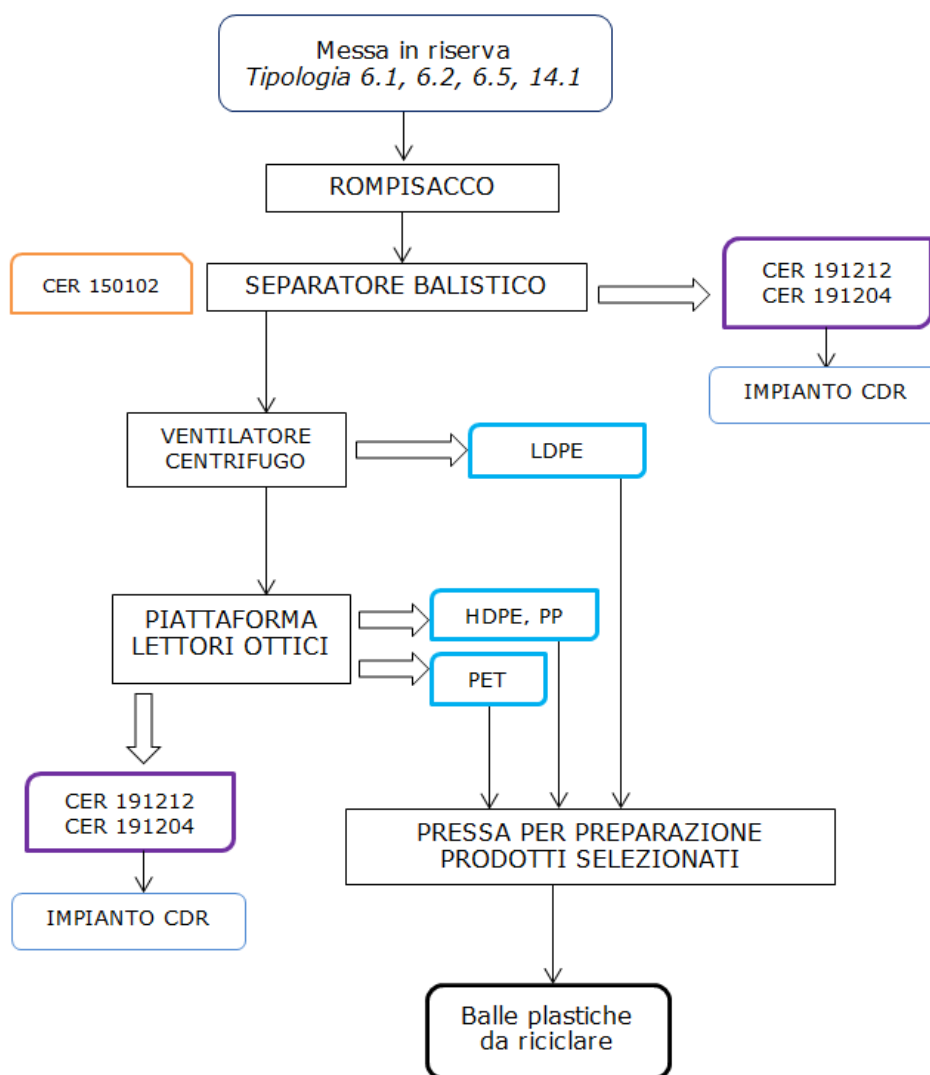 Messa in riserva
Tipologia 6.1, 6.2, 6.5, 14.1
ROMPISACCO
CER 150102
SEPARATORE BALISTICO
CER 191212
CER 191204
IMPIANTO CDR
VENTILATORE
CENTRIFUGO
LDPE
PIATTAFORMA
LETTORI OTTICI
HDPE, PP
PET
CER 191212
CER 191204
IMPIANTO CDR
PRESSA PER PREPARAZIONE
PRODOTTI SELEZIONATI
Balle plastiche
da riciclare